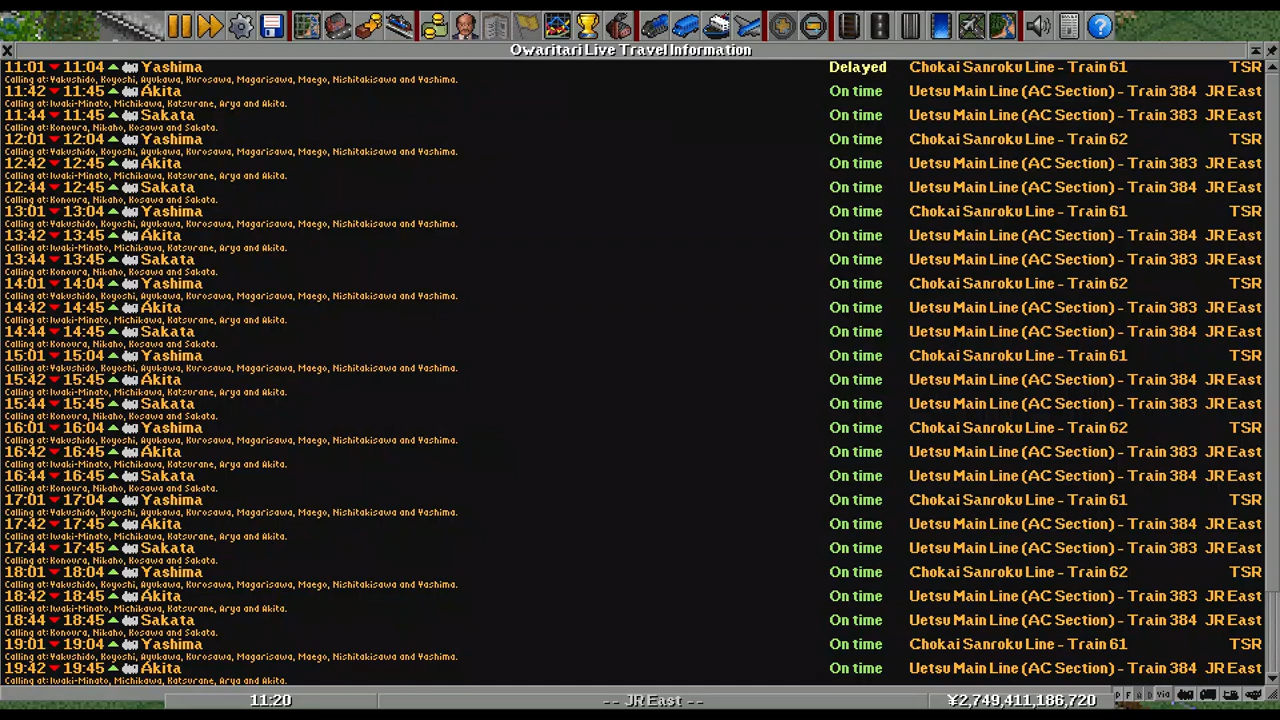 Owaritari Live Travel Information
11:01 11:04 Yashima Delayed Chokai Sanroku Line - Train 61 TSR
Calling at: Yakushido, Koyoshi, Ayukawa, Kurosawa, Magarisawa, Maego, Nishitakisawa and Yashima.
11:42 11:45 Akita On time Uetsu Main Line (AC Section) - Train 384 JR East
Calling at: Iwaki-Minato, Michikawa, Katsurane, Arya and Akita.
11:44 11:45 Sakata On time Uetsu Main Line (AC Section) - Train 383 JR East
Calling at: Konoura, Nikaho, Kosawa and Sakata.
12:01 12:04 Yashima On time Chokai Sanroku Line - Train 62 TSR
Calling at: Yakushido, Koyoshi, Ayukawa, Kurosawa, Magarisawa, Maego, Nishitakisawa and Yashima.
12:42 12:45 Akita On time Uetsu Main Line (AC Section) - Train 383 JR East
Calling at: Iwaki-Minato, Michikawa, Katsurane, Arya and Akita.
12:44 12:45 Sakata On time Uetsu Main Line (AC Section) - Train 384 JR East
Calling at: Konoura, Nikaho, Kosawa and Sakata.
13:01 13:04 Yashima On time Chokai Sanroku Line - Train 61 TSR
Calling at: Yakushido, Koyoshi, Ayukawa, Kurosawa, Magarisawa, Maego, Nishitakisawa and Yashima.
13:42 13:45 Akita On time Uetsu Main Line (AC Section) - Train 384 JR East
Calling at: Iwaki-Minato, Michikawa, Katsurane, Arya and Akita.
13:44 13:45 Sakata On time Uetsu Main Line (AC Section) - Train 383 JR East
Calling at: Konoura, Nikaho, Kosawa and Sakata.
14:01 14:04 Yashima On time Chokai Sanroku Line - Train 62 TSR
Calling at: Yakushido, Koyoshi, Ayukawa, Kurosawa, Magarisawa, Maego, Nishitakisawa and Yashima.
14:42 14:45 Akita On time Uetsu Main Line (AC Section) - Train 383 JR East
Calling at: Iwaki-Minato, Michikawa, Katsurane, Arya and Akita.
14:44 14:45 Sakata On time Uetsu Main Line (AC Section) - Train 384 JR East
Calling at: Konoura, Nikaho, Kosawa and Sakata.
15:01 15:04 Yashima On time Chokai Sanroku Line - Train 61 TSR
Calling at: Yakushido, Koyoshi, Ayukawa, Kurosawa, Magarisawa, Maego, Nishitakisawa and Yashima.
15:42 15:45 Akita On time Uetsu Main Line (AC Section) - Train 384 JR East
Calling at: Iwaki-Minato, Michikawa, Katsurane, Arya and Akita.
15:44 15:45 Sakata On time Uetsu Main Line (AC Section) - Train 383 JR East
Calling at: Konoura, Nikaho, Kosawa and Sakata.
16:01 16:04 Yashima On time Chokai Sanroku Line - Train 62 TSR
Calling at: Yakushido, Koyoshi, Ayukawa, Kurosawa, Magarisawa, Maego, Nishitakisawa and Yashima.
16:42 16:45 Akita On time Uetsu Main Line (AC Section) - Train 383 JR East
Calling at: Iwaki-Minato, Michikawa, Katsurane, Arya and Akita.
16:44 16:45 Sakata On time Uetsu Main Line (AC Section) - Train 384 JR East
Calling at: Konoura, Nikaho, Kosawa and Sakata.
17:01 17:04 Yashima On time Chokai Sanroku Line - Train 61 TSR
Calling at: Yakushido, Koyoshi, Ayukawa, Kurosawa, Magarisawa, Maego, Nishitakisawa and Yashima.
17:42 17:45 Akita On time Uetsu Main Line (AC Section) - Train 384 JR East
Calling at: Iwaki-Minato, Michikawa, Katsurane, Arya and Akita.
17:44 17:45 Sakata On time Uetsu Main Line (AC Section) - Train 383 JR East
Calling at: Konoura, Nikaho, Kosawa and Sakata.
18:01 18:04 Yashima On time Chokai Sanroku Line - Train 62 TSR
Calling at: Yakushido, Koyoshi, Ayukawa, Kurosawa, Magarisawa, Maego, Nishitakisawa and Yashima.
18:42 18:45 Akita On time Uetsu Main Line (AC Section) - Train 383 JR East
Calling at: Iwaki-Minato, Michikawa, Katsurane, Arya and Akita.
18:44 18:45 Sakata On time Uetsu Main Line (AC Section) - Train 384 JR East
Calling at: Konoura, Nikaho, Kosawa and Sakata.
19:01 19:04 Yashima On time Chokai Sanroku Line - Train 61 TSR
Calling at: Yakushido, Koyoshi, Ayukawa, Kurosawa, Magarisawa, Maego, Nishitakisawa and Yashima.
19:42 19:45 Akita On time Uetsu Main Line (AC Section) - Train 384 JR East
Calling at: Iwaki-Minato, Michikawa, Katsurane, Arya and Akita.
11:20 -- JR East -- ¥2,749,411,186,720 D F A D via